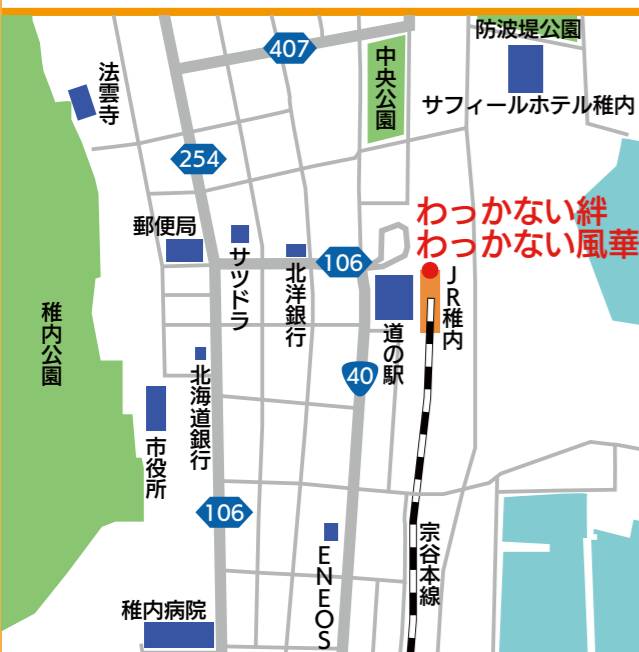 防波堤公園
407
中央公園
法雲寺
サフィールホテル稚内
254
わっかない絆
わっかない風華
郵便局
サツドラ
北洋銀行
106
JR稚内
道の駅
稚内公園
40
北海道銀行
市役所
106
ENEOS
宗谷本線
稚内病院